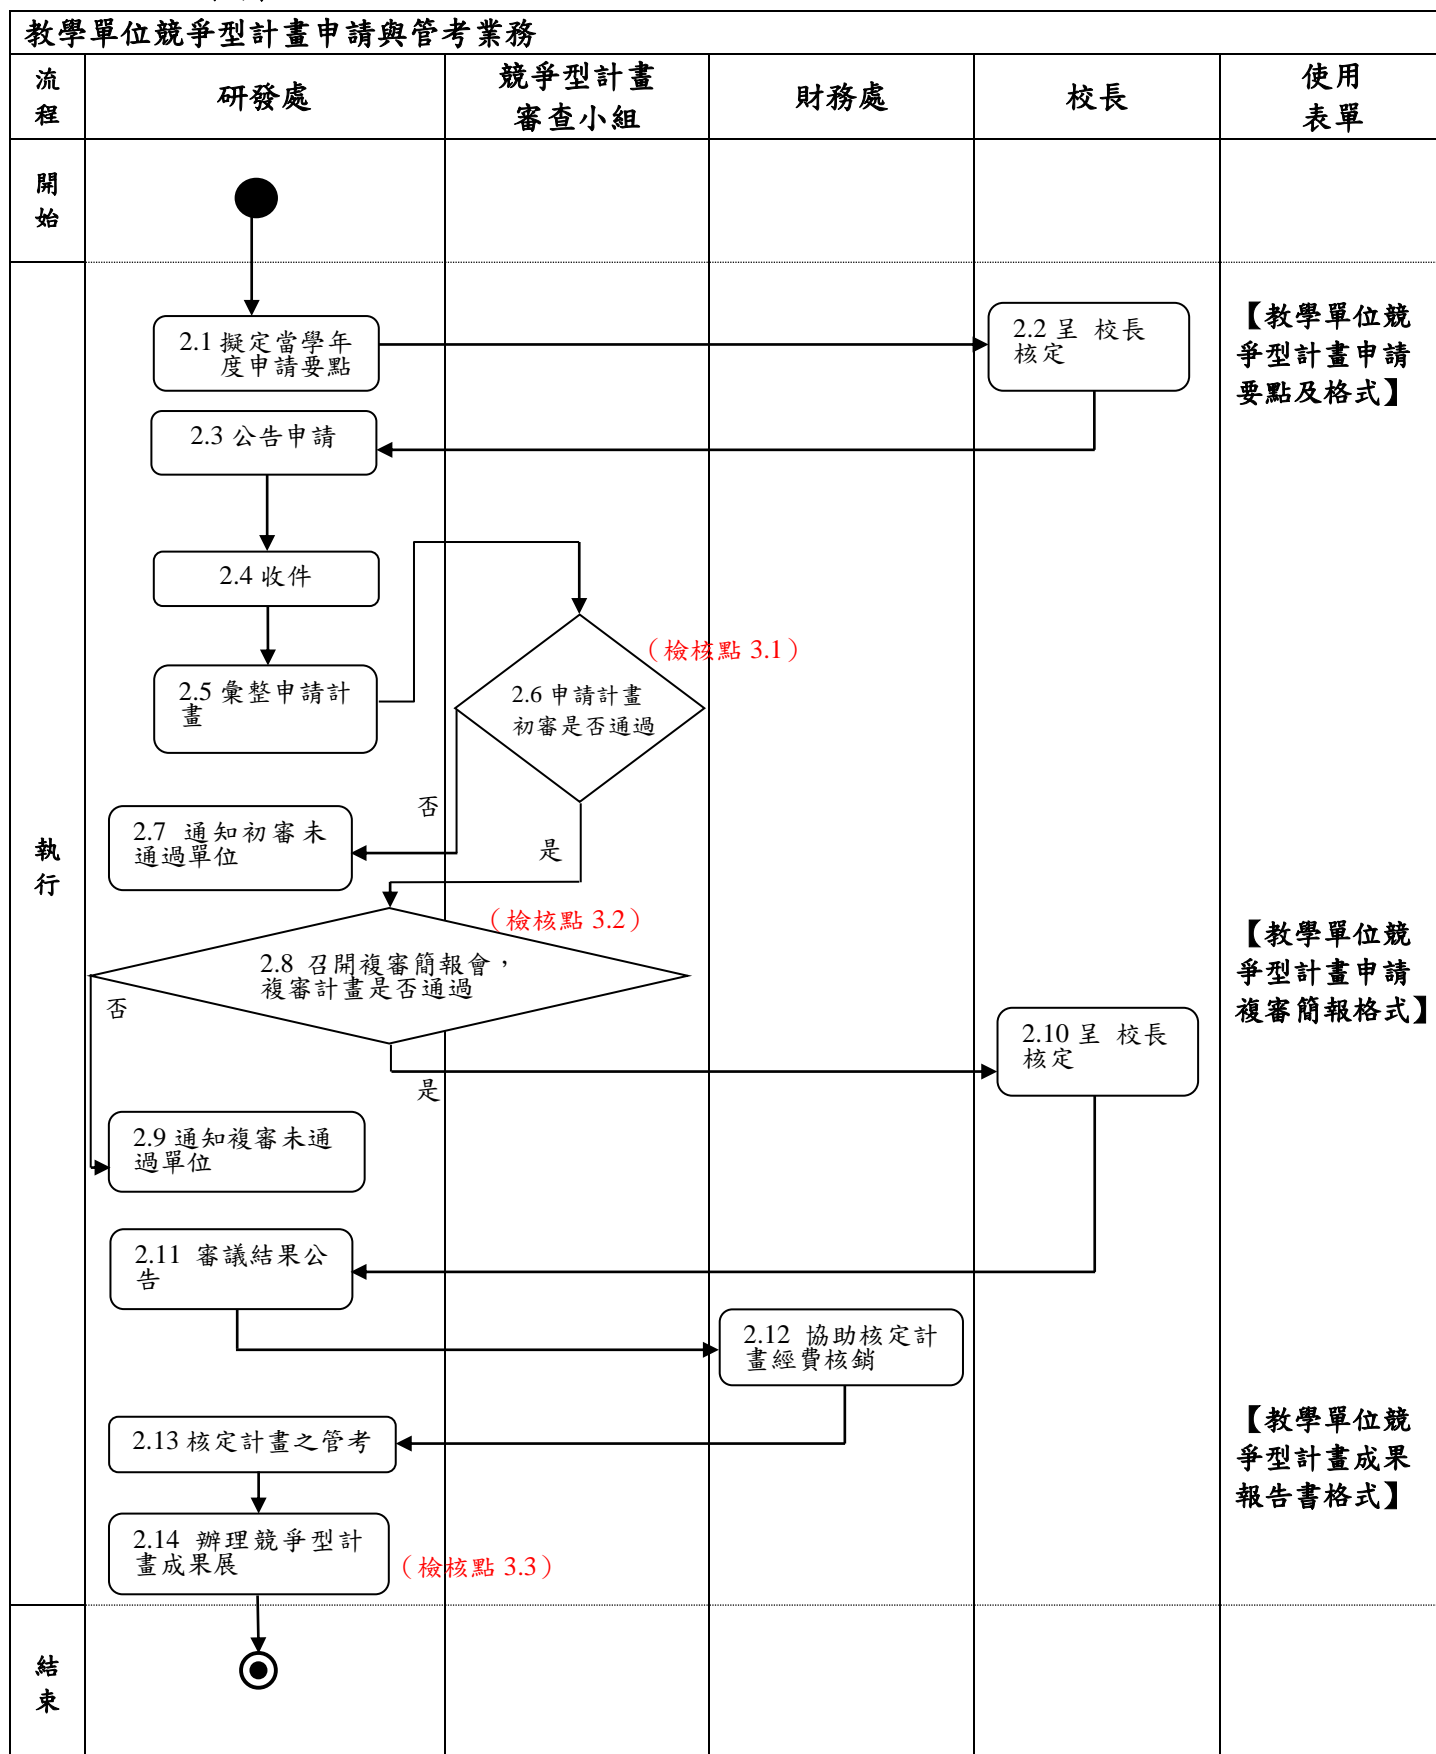 教學單位競爭型計畫申請與管考業務
流
程
研發處
競爭型計畫
審查小組
財務處
校長
使用
表單
開
始
執
行
2.1 擬定當學年
度申請要點
2.2 呈 校長
核定
【教學單位競
爭型計畫申請
要點及格式】
2.3 公告申請
2.4 收件
(檢核點 3.1)
2.5 彙整申請計
畫
2.6 申請計畫
初審是否通過
否
2.7 通知初審未
通過單位
是
(檢核點 3.2)
2.8 召開複審簡報會，
複審計畫是否通過
否
【教學單位競
爭型計畫申請
複審簡報格式】
2.10 呈 校長
核定
是
2.9 通知複審未通
過單位
2.11 審議結果公
告
2.12 協助核定計
畫經費核銷
2.13 核定計畫之管考
【教學單位競
爭型計畫成果
報告書格式】
2.14 辦理競爭型計
畫成果展
(檢核點 3.3)
結
束